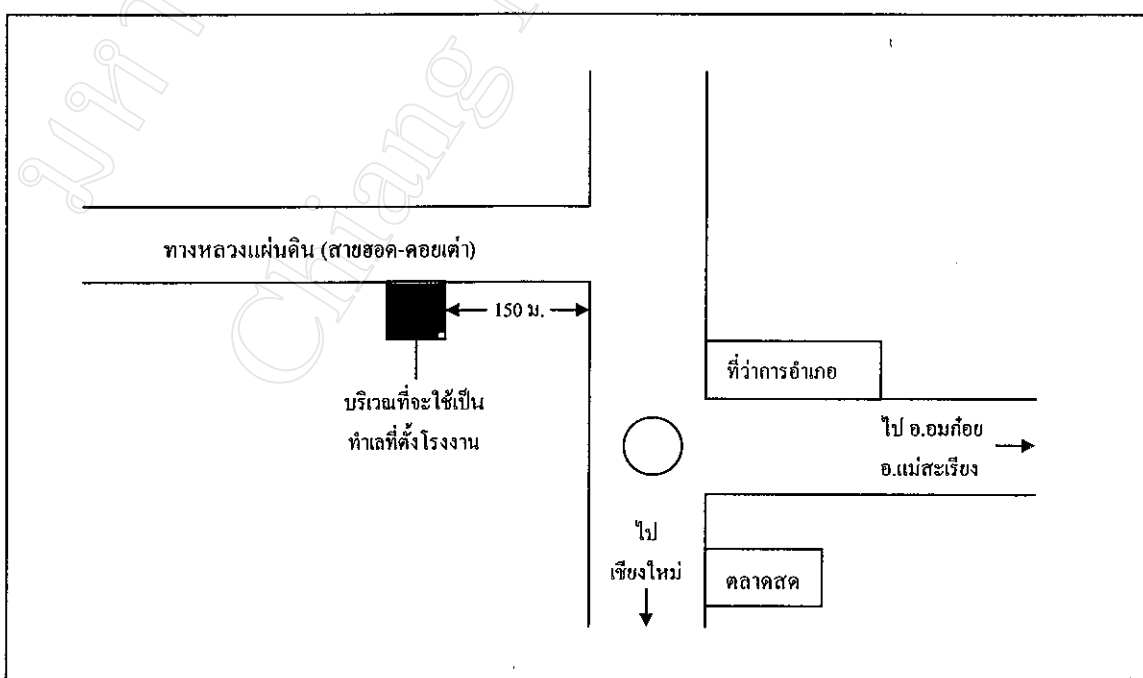 ทางหลวงแผ่นดิน (สายฮอด-ดอยเต่า)
150 ม.
บริเวณที่จะใช้เป็น
ทำเลที่ตั้งโรงงาน
ที่ว่าการอำเภอ
ไป อ.อมก๋อย
อ.แม่สะเรียง
ไป
เชียงใหม่
ตลาดสด
Chiang